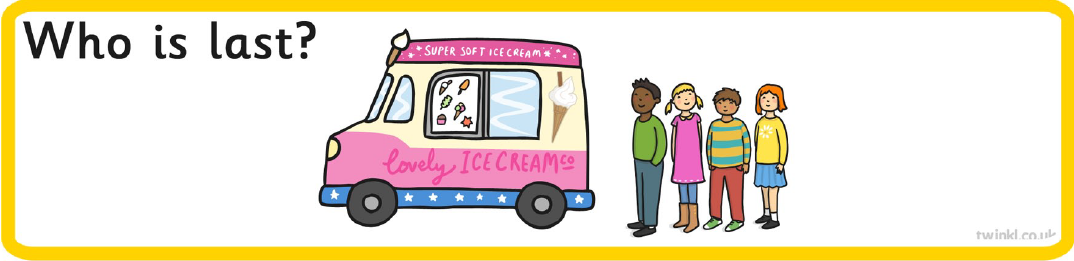 Who is last?
SUPER SOFT ICE CREAM
lovely ICE CREAM CO
twinkl.co.uk